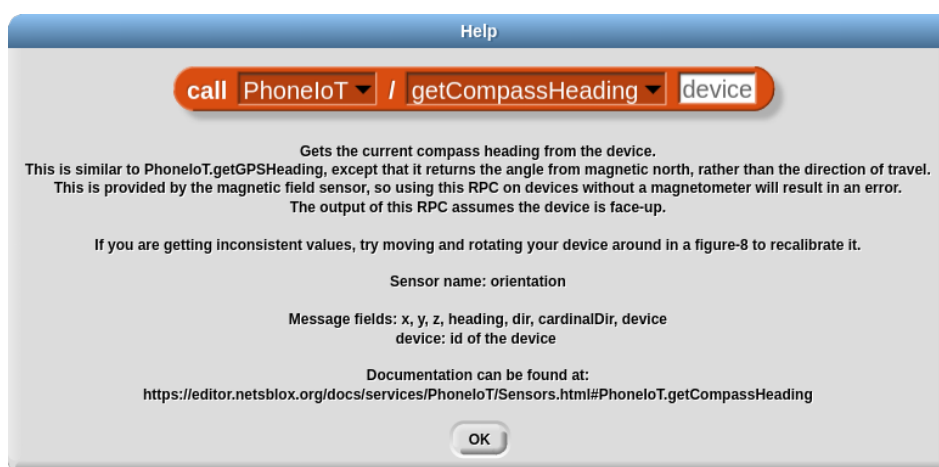 Help
call PhoneIoT / getCompassHeading device
Gets the current compass heading from the device.
This is similar to PhoneIoT.getGPSHeading, except that it returns the angle from magnetic north, rather than the direction of travel.
This is provided by the magnetic field sensor, so using this RPC on devices without a magnetometer will result in an error.
The output of this RPC assumes the device is face-up.
If you are getting inconsistent values, try moving and rotating your device around in a figure-8 to recalibrate it.
Sensor name: orientation
Message fields: x, y, z, heading, dir, cardinalDir, device
device: id of the device
Documentation can be found at:
https://editor.netsblox.org/docs/services/PhoneIoT/Sensors.html#PhoneIoT.getCompassHeading
OK